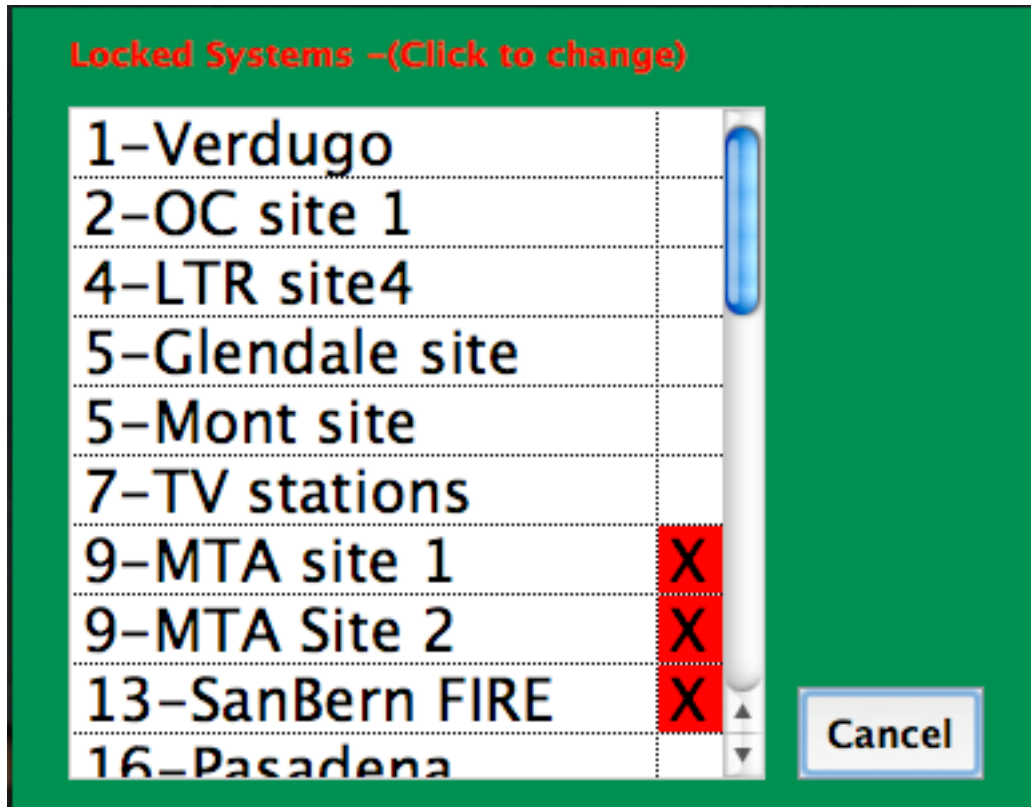 Locked Systems -(Click to change)
1-Verdugo
2-OC site 1
4-LTR site4
5-Glendale site
5-Mont site
7-TV stations
9-MTA site 1 X
9-MTA Site 2 X
13-SanBern FIRE X
16-Pasadena
Cancel